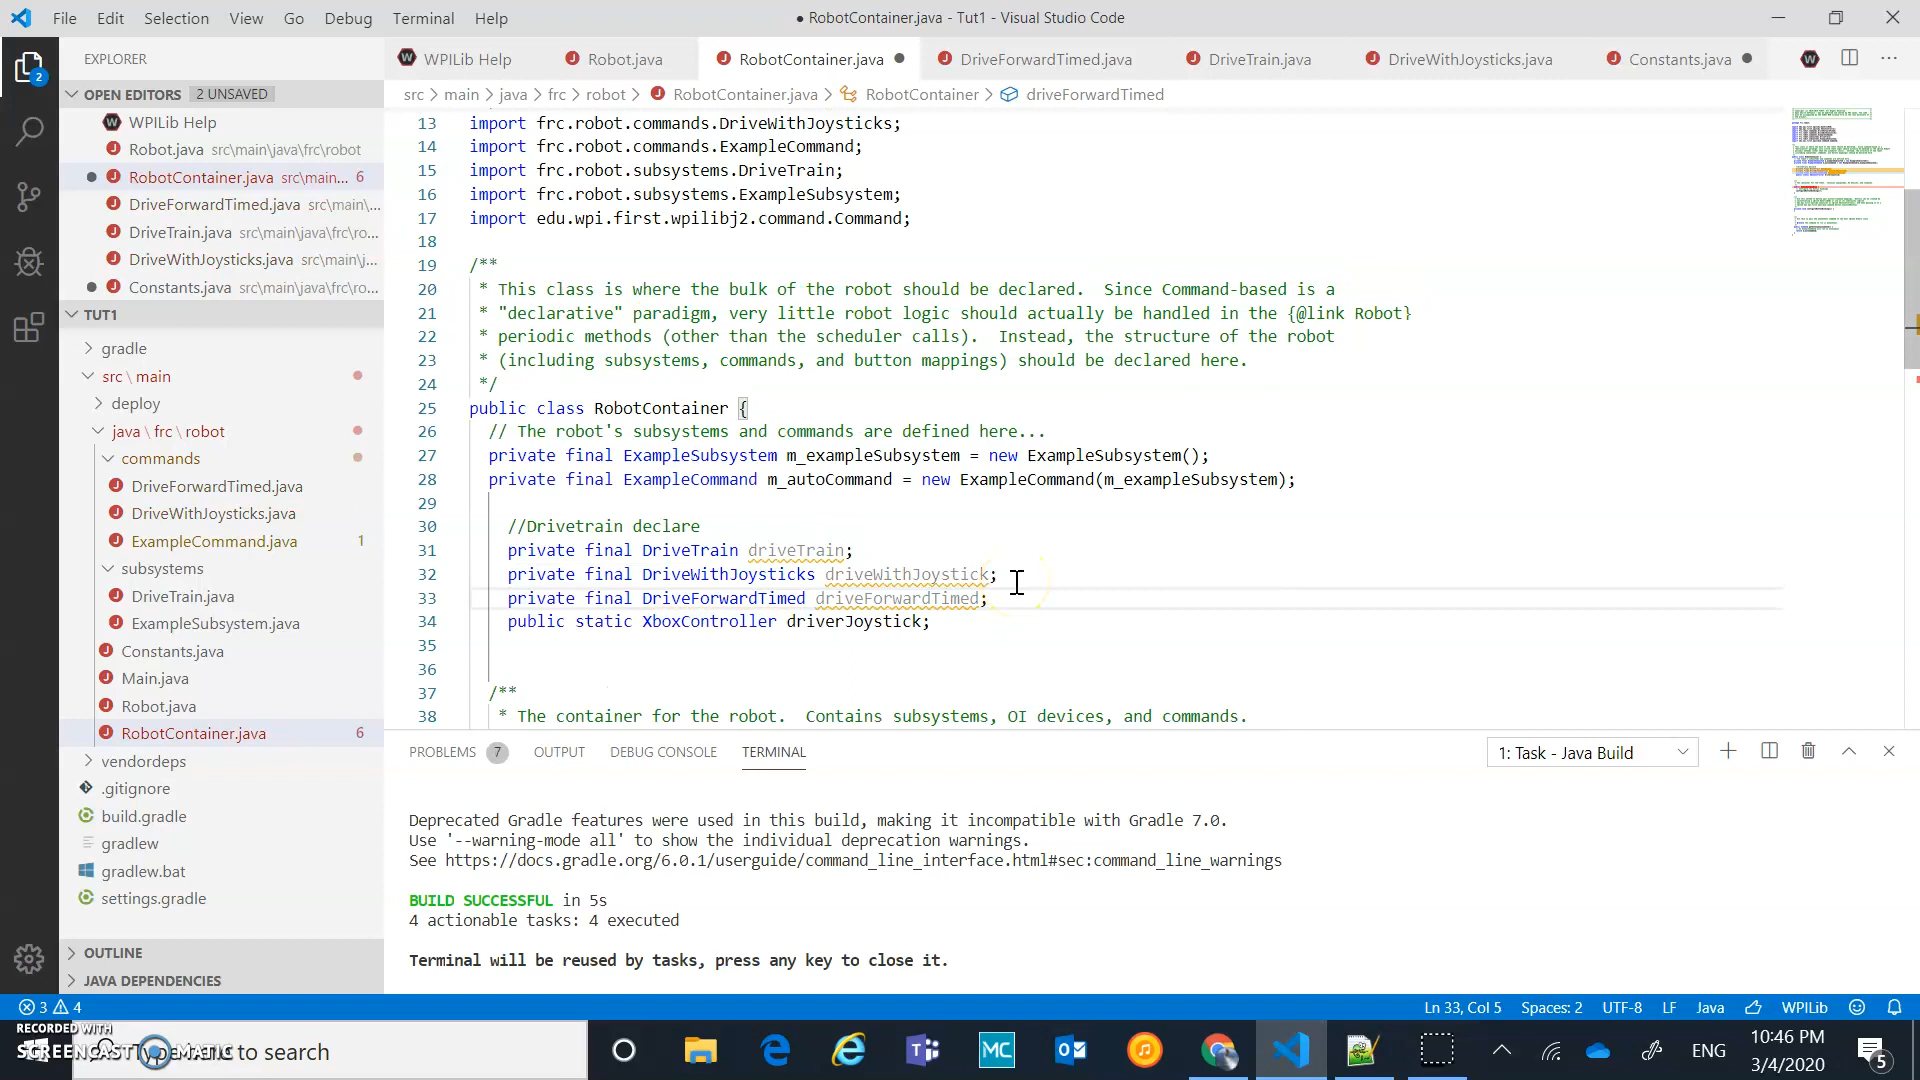 File Edit Selection View Go Debug Terminal Help
● RobotContainer.java - Tut1 - Visual Studio Code
EXPLORER
WPILib Help Robot.java RobotContainer.java DriveForwardTimed.java DriveTrain.java DriveWithJoysticks.java Constants.java
OPEN EDITORS 2 UNSAVED
WPILib Help
Robot.java src\main\java\frc\robot
RobotContainer.java src\main... 6
DriveForwardTimed.java src\main\...
DriveTrain.java src\main\java\frc\ro...
DriveWithJoysticks.java src\main\j...
Constants.java src\main\java\frc\ro...
TUT1
gradle
src \ main
deploy
java \ frc \ robot
commands
DriveForwardTimed.java
DriveWithJoysticks.java
ExampleCommand.java 1
subsystems
DriveTrain.java
ExampleSubsystem.java
Constants.java
Main.java
Robot.java
RobotContainer.java 6
vendordeps
.gitignore
build.gradle
gradlew
gradlew.bat
settings.gradle
OUTLINE
JAVA DEPENDENCIES
src > main > java > frc > robot > RobotContainer.java > RobotContainer > driveForwardTimed
13 import frc.robot.commands.DriveWithJoysticks;
14 import frc.robot.commands.ExampleCommand;
15 import frc.robot.subsystems.DriveTrain;
16 import frc.robot.subsystems.ExampleSubsystem;
17 import edu.wpi.first.wpilibj2.command.Command;
18
19 /**
20 * This class is where the bulk of the robot should be declared.  Since Command-based is a
21 * "declarative" paradigm, very little robot logic should actually be handled in the {@link Robot}
22 * periodic methods (other than the scheduler calls).  Instead, the structure of the robot
23 * (including subsystems, commands, and button mappings) should be declared here.
24 */
25 public class RobotContainer {
26 // The robot's subsystems and commands are defined here...
27 private final ExampleSubsystem m_exampleSubsystem = new ExampleSubsystem();
28 private final ExampleCommand m_autoCommand = new ExampleCommand(m_exampleSubsystem);
29
30 //Drivetrain declare
31 private final DriveTrain driveTrain;
32 private final DriveWithJoysticks driveWithJoystick;
33 private final DriveForwardTimed driveForwardTimed;
34 public static XboxController driverJoystick;
35
36
37 /**
38 * The container for the robot.  Contains subsystems, OI devices, and commands.
PROBLEMS 7 OUTPUT DEBUG CONSOLE TERMINAL
1: Task - Java Build
Deprecated Gradle features were used in this build, making it incompatible with Gradle 7.0.
Use '--warning-mode all' to show the individual deprecation warnings.
See https://docs.gradle.org/6.0.1/userguide/command_line_interface.html#sec:command_line_warnings
BUILD SUCCESSFUL in 5s
4 actionable tasks: 4 executed
Terminal will be reused by tasks, press any key to close it.
2
3 4
Ln 33, Col 5 Spaces: 2 UTF-8 LF Java WPILib
RECORDED WITH
SCREENCAST MATIC
Type here to search
MC
ENG
10:46 PM
3/4/2020
5